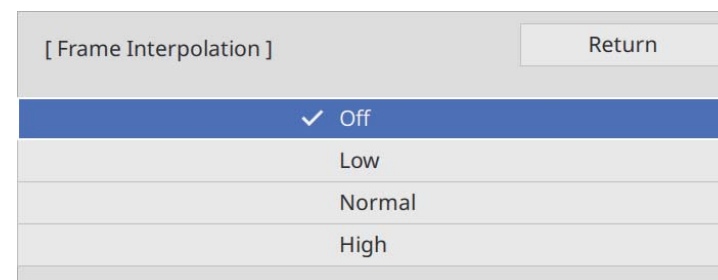 [ Frame Interpolation ]
Return
Off
Low
Normal
High